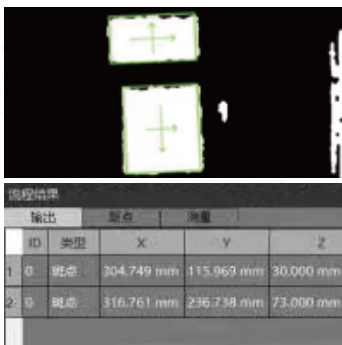 流程结果
输出 斑点 测量
ID 类型 X Y Z
1 0 斑点 304.749 mm 115.969 mm 30.000 mm
2 0 斑点 316.761 mm 236.738 mm 73.000 mm